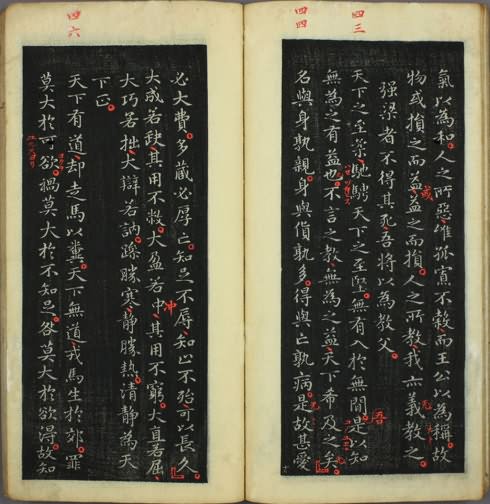 四三
四四
氣以為和人之所惡惟孤寡不穀而王公以為稱故
物或損之而益益之而損人之所教我亦義教之
強梁者不得其死吾將以為教父
天下之至柔馳騁天下之至堅無有入於無間是以知
吾
無為之有益也不言之教無為之益天下希及之矣
名與身孰親身與貨孰多得與亡孰病是故甚愛
四六
必大費多藏必厚亡知足不辱知止不殆可以長久
沖
大成若缺其用不敝大盈若中其用不窮大直若屈
大巧若拙大辯若訥躁勝寒靜勝熱清靜為天
下正
天下有道却走馬以糞天下無道戎馬生於郊罪
莫大於可欲禍莫大於不知足咎莫大於欲得故知